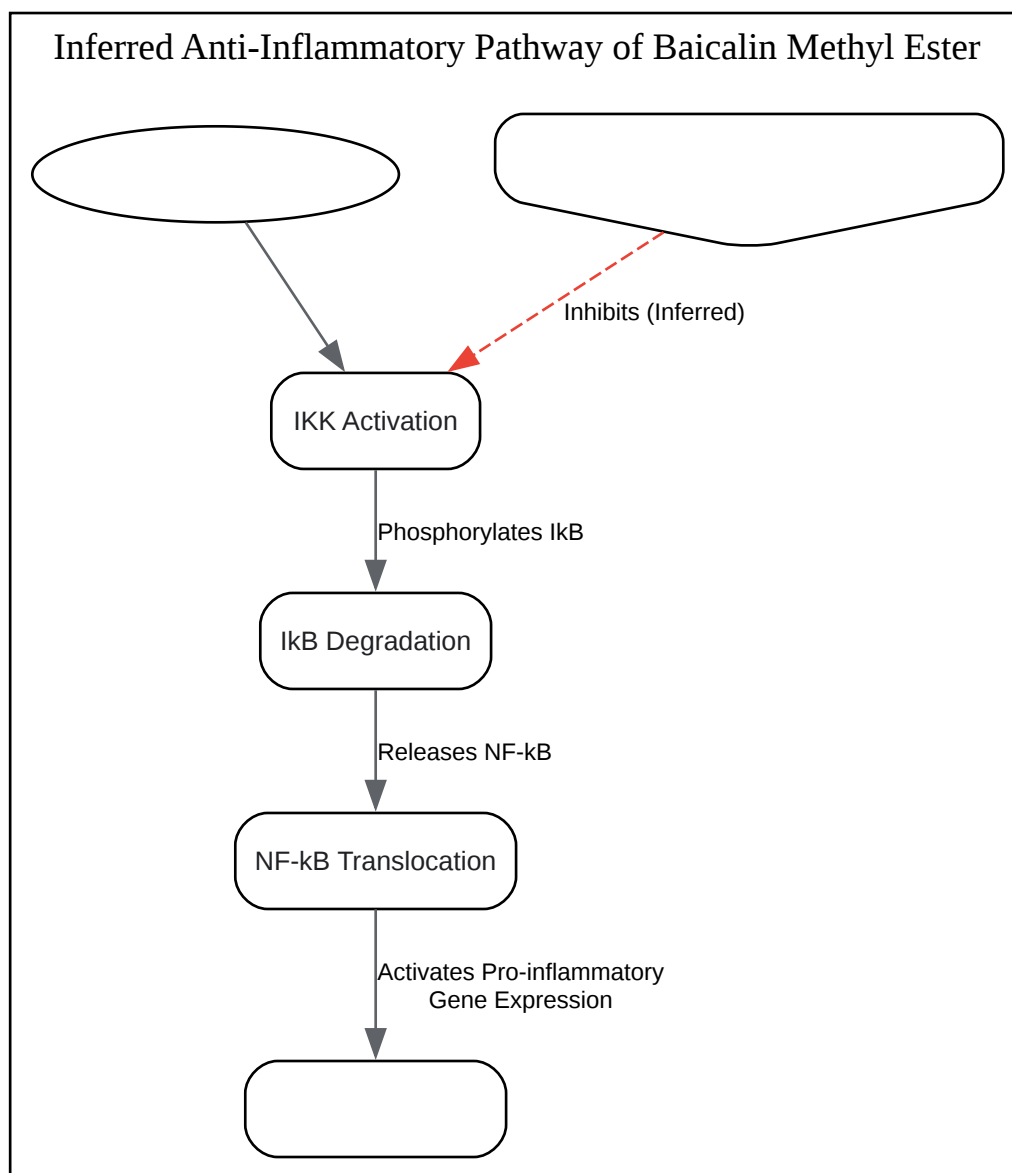 Inferred Anti-Inflammatory Pathway of Baicalin Methyl Ester
Inhibits (Inferred)
IKK Activation
Phosphorylates IkB
IkB Degradation
Releases NF-kB
NF-kB Translocation
Activates Pro-inflammatory
Gene Expression